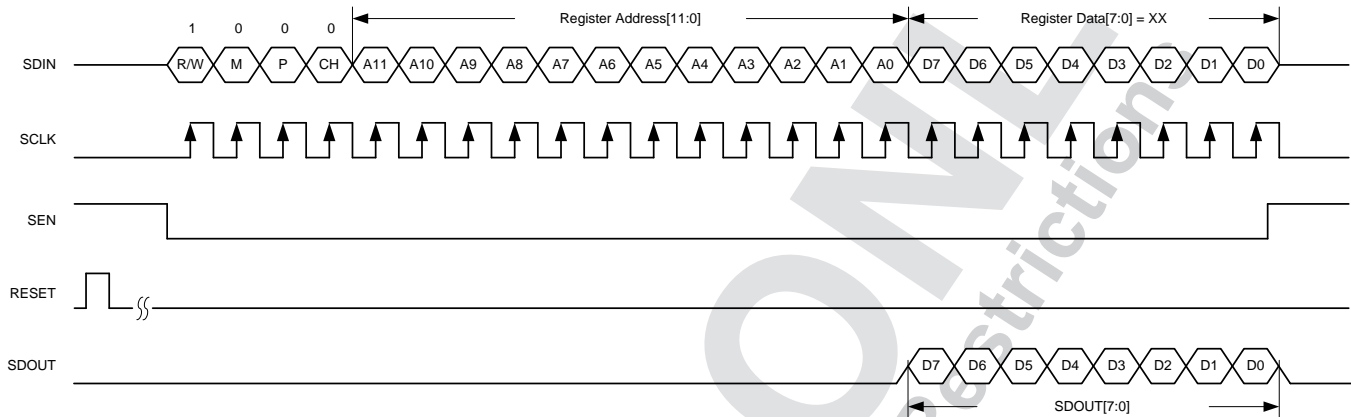 Register Address[11:0] Register Data[7:0] = XX
1 0 0 0
SDIN R/W M P CH A11 A10 A9 A8 A7 A6 A5 A4 A3 A2 A1 A0 D7 D6 D5 D4 D3 D2 D1 D0
SCLK
SEN
RESET
SDOUT D7 D6 D5 D4 D3 D2 D1 D0
SDOUT[7:0]